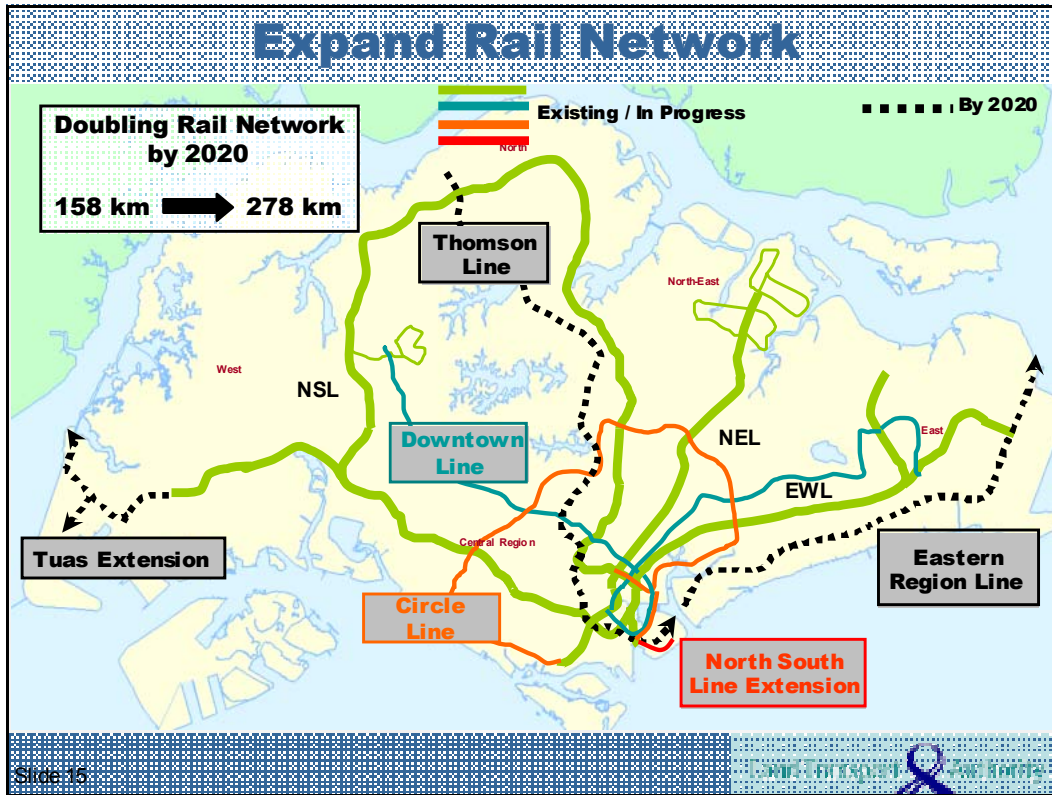 Expand Rail Network
Doubling Rail Network
by 2020
158 km 278 km
Existing / In Progress
By 2020
North
Thomson
Line
North-East
West
NSL
Downtown
Line
NEL
East
EWL
Central Region
Tuas Extension
Eastern
Region Line
Circle
Line
North South
Line Extension
Slide 15
Land Transport Authority